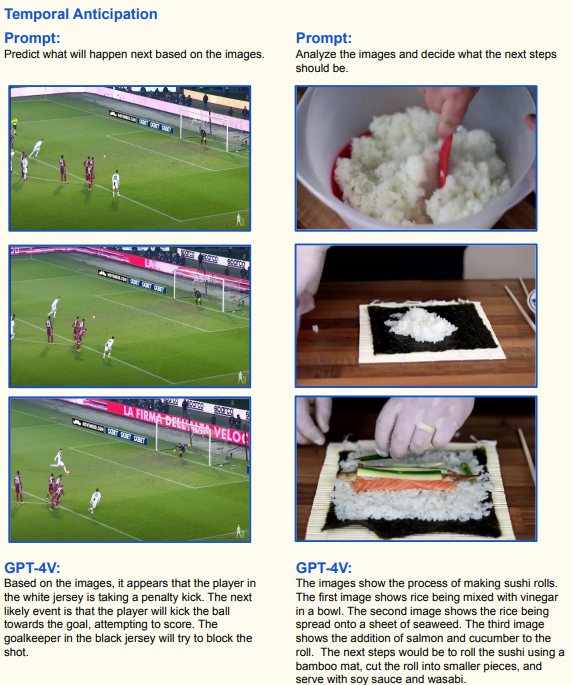 Temporal Anticipation
Prompt:
Predict what will happen next based on the images.
Prompt:
Analyze the images and decide what the next steps
should be.
LA FIRMA DELL'ALTA VELOC
GPT-4V:
Based on the images, it appears that the player in
the white jersey is taking a penalty kick. The next
likely event is that the player will kick the ball
towards the goal, attempting to score. The
goalkeeper in the black jersey will try to block the
shot.
GPT-4V:
The images show the process of making sushi rolls.
The first image shows rice being mixed with vinegar
in a bowl. The second image shows the rice being
spread onto a sheet of seaweed. The third image
shows the addition of salmon and cucumber to the
roll.  The next steps would be to roll the sushi using a
bamboo mat, cut the roll into smaller pieces, and
serve with soy sauce and wasabi.